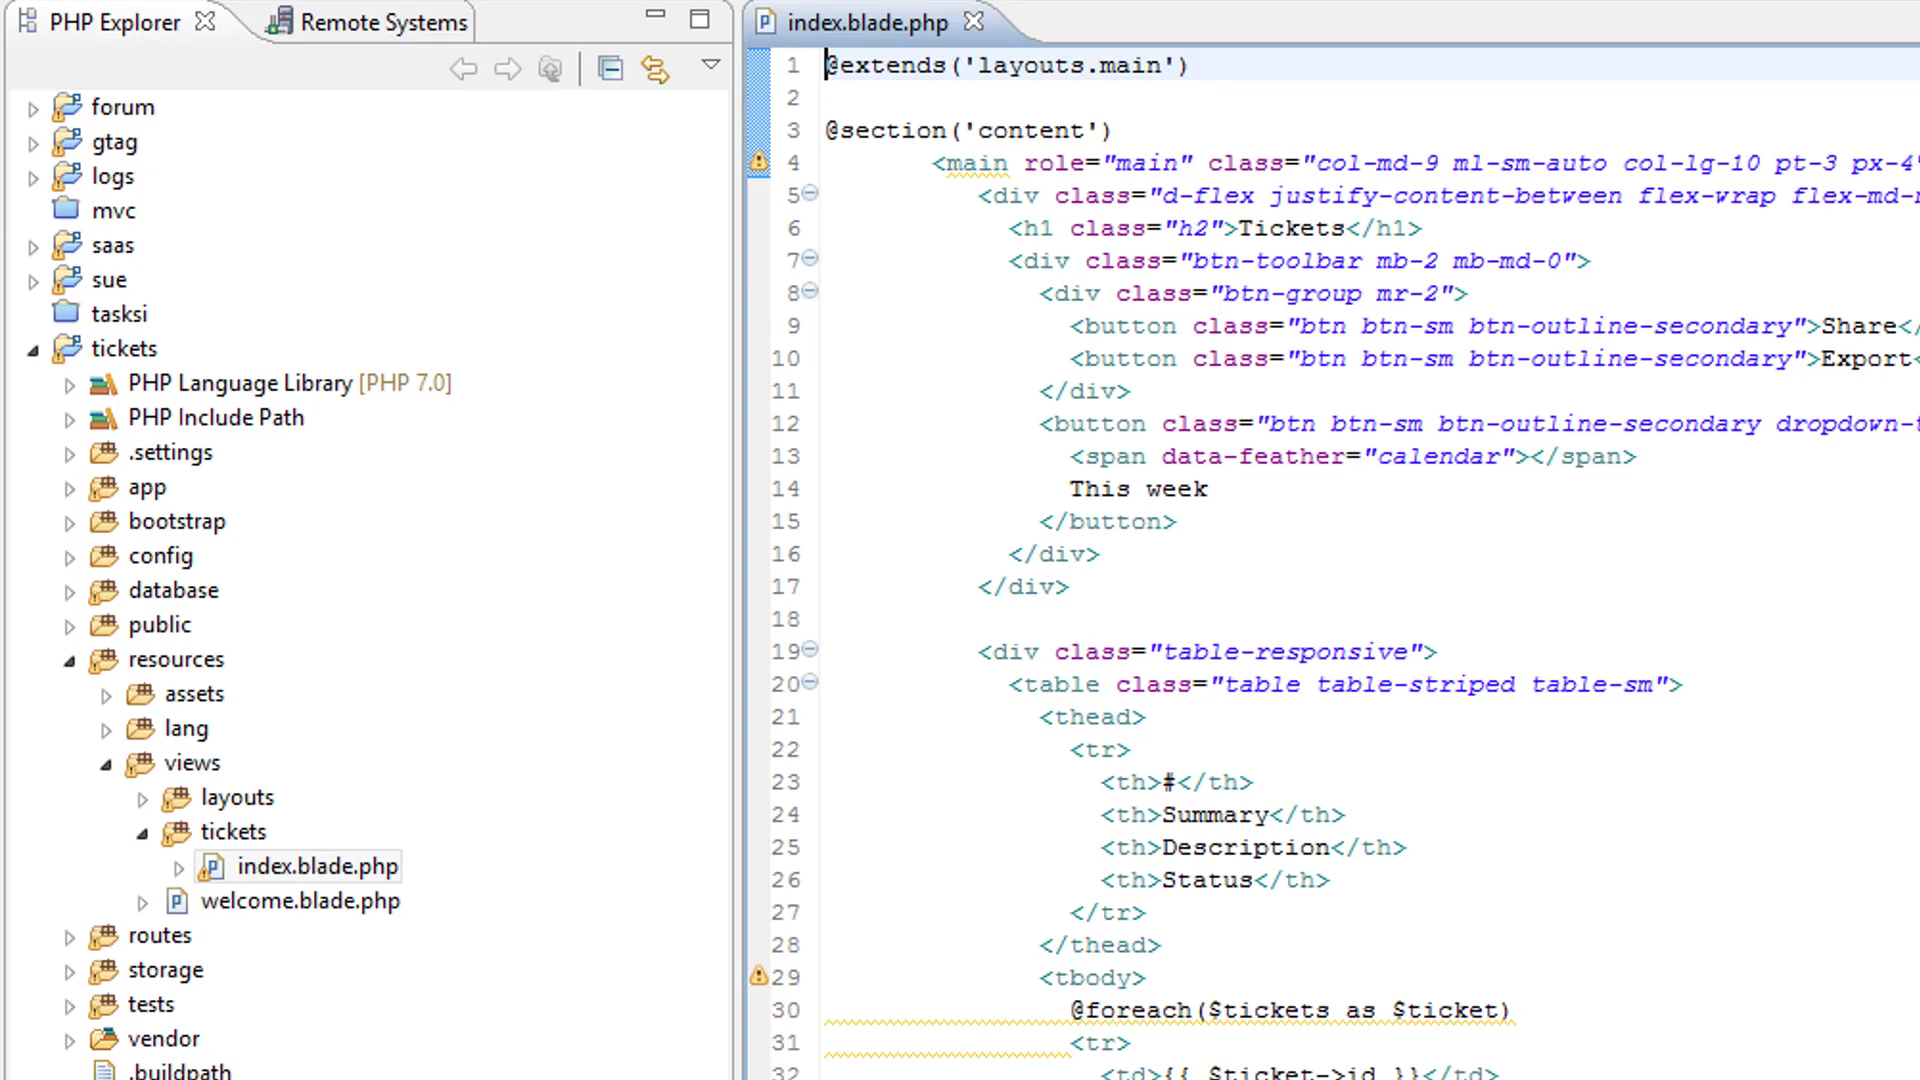 PHP Explorer
Remote Systems
forum
gtag
logs
mvc
saas
sue
tasksi
tickets
PHP Language Library [PHP 7.0]
PHP Include Path
.settings
app
bootstrap
config
database
public
resources
assets
lang
views
layouts
tickets
index.blade.php
welcome.blade.php
routes
storage
tests
vendor
.buildpath
index.blade.php
1 @extends('layouts.main')
2
3 @section('content')
4 <main role="main" class="col-md-9 ml-sm-auto col-lg-10 pt-3 px-4"
5 <div class="d-flex justify-content-between flex-wrap flex-md-
6 <h1 class="h2">Tickets</h1>
7 <div class="btn-toolbar mb-2 mb-md-0">
8 <div class="btn-group mr-2">
9 <button class="btn btn-sm btn-outline-secondary">Share</
10 <button class="btn btn-sm btn-outline-secondary">Export<
11 </div>
12 <button class="btn btn-sm btn-outline-secondary dropdown-
13 <span data-feather="calendar"></span>
14 This week
15 </button>
16 </div>
17 </div>
18
19 <div class="table-responsive">
20 <table class="table table-striped table-sm">
21 <thead>
22 <tr>
23 <th>#</th>
24 <th>Summary</th>
25 <th>Description</th>
26 <th>Status</th>
27 </tr>
28 </thead>
29 <tbody>
30 @foreach($tickets as $ticket)
31 <tr>
32 <td>{{ $ticket->id }}</td>